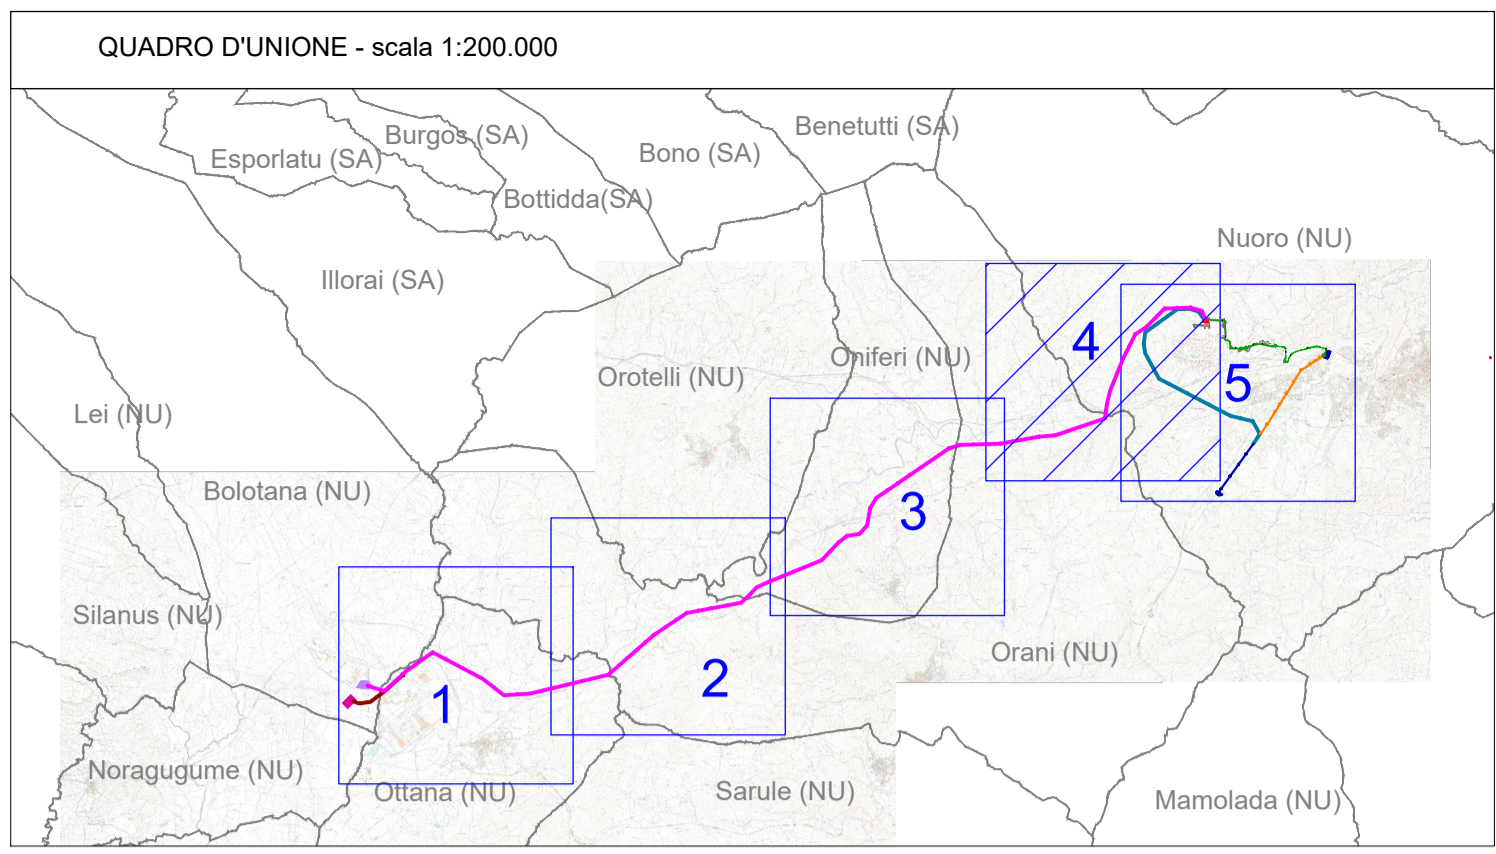 QUADRO D'UNIONE - scala 1:200.000
Benetutti (SA)
Burgos (SA)
Bono (SA)
Esporlatu (SA)
Bottidda(SA)
Nuoro (NU)
Illorai (SA)
4
Oniferi (NU)
Orotelli (NU)
5
Lei (NU)
Bolotana (NU)
3
Silanus (NU)
Orani (NU)
2
1
Noragugume (NU)
Ottana (NU)
Sarule (NU)
Mamolada (NU)